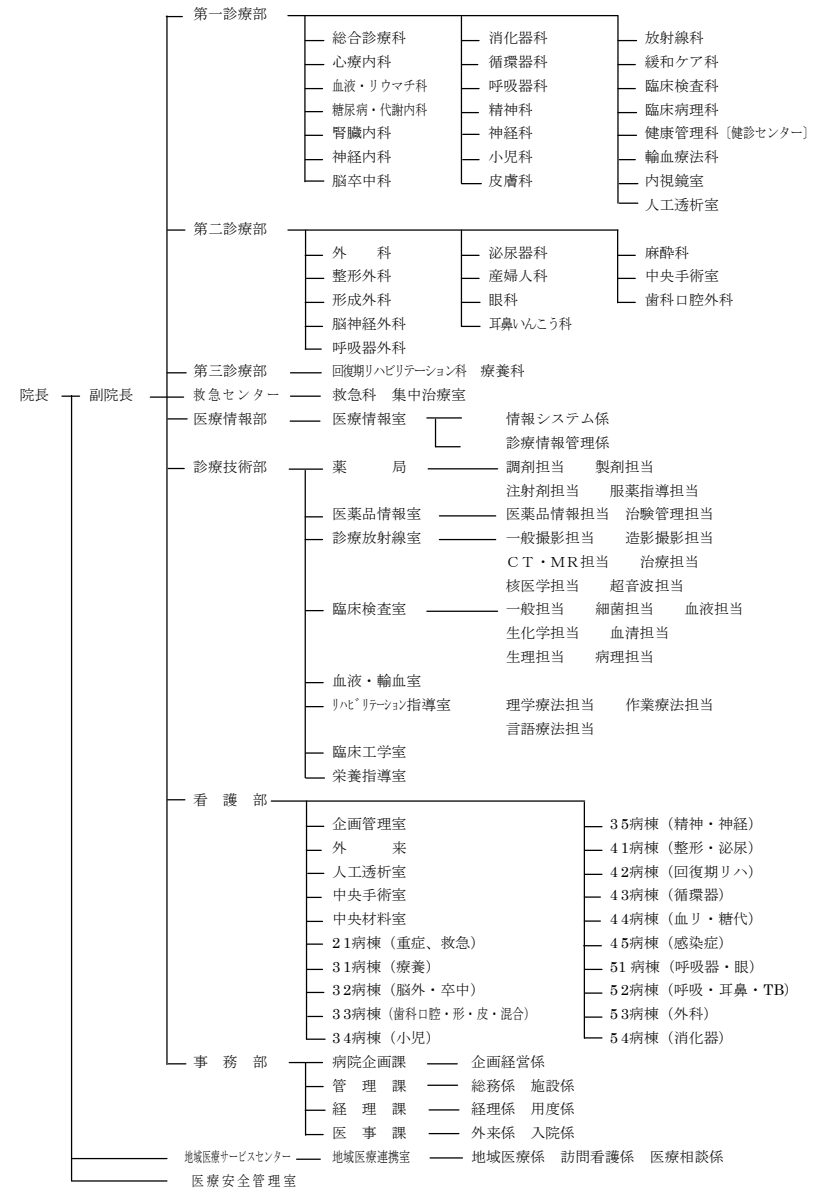 第一診療部
総合診療科 消化器科 放射線科
心療内科 循環器科 緩和ケア科
血液・リウマチ科 呼吸器科 臨床検査科
糖尿病・代謝内科 精神科 臨床病理科
腎臓内科 神経科 健康管理科〔健診センター〕
神経内科 小児科 輸血療法科
脳卒中科 皮膚科 内視鏡室
人工透析室
第二診療部
外　　科 泌尿器科 麻酔科
整形外科 産婦人科 中央手術室
形成外科 眼科 歯科口腔外科
脳神経外科 耳鼻いんこう科
呼吸器外科
第三診療部 回復期リハビリテーション科 療養科
院長 副院長 救急センター 救急科 集中治療室
医療情報部 医療情報室 情報システム係
診療情報管理係
診療技術部 薬　　局 調剤担当 製剤担当
注射剤担当 服薬指導担当
医薬品情報室 医薬品情報担当 治験管理担当
診療放射線室 一般撮影担当 造影撮影担当
ＣＴ・ＭＲ担当 治療担当
核医学担当 超音波担当
臨床検査室 一般担当 細菌担当 血液担当
生化学担当 血清担当
生理担当 病理担当
血液・輸血室
ﾘﾊﾋﾞﾘﾃｰｼｮﾝ指導室 理学療法担当 作業療法担当
言語療法担当
臨床工学室
栄養指導室
看　護　部
企画管理室 35病棟（精神・神経）
外　　来 41病棟（整形・泌尿）
人工透析室 42病棟（回復期リハ）
中央手術室 43病棟（循環器）
中央材料室 44病棟（血リ・糖代）
21病棟（重症、救急） 45病棟（感染症）
31病棟（療養） 51病棟（呼吸器・眼）
32病棟（脳外・卒中） 52病棟（呼吸・耳鼻・TB）
33病棟（歯科口腔・形・皮・混合） 53病棟（外科）
34病棟（小児） 54病棟（消化器）
事　務　部 病院企画課 企画経営係
管　理　課 総務係 施設係
経　理　課 経理係 用度係
医　事　課 外来係 入院係
地域医療サービスセンター 地域医療連携室 地域医療係 訪問看護係 医療相談係
医療安全管理室